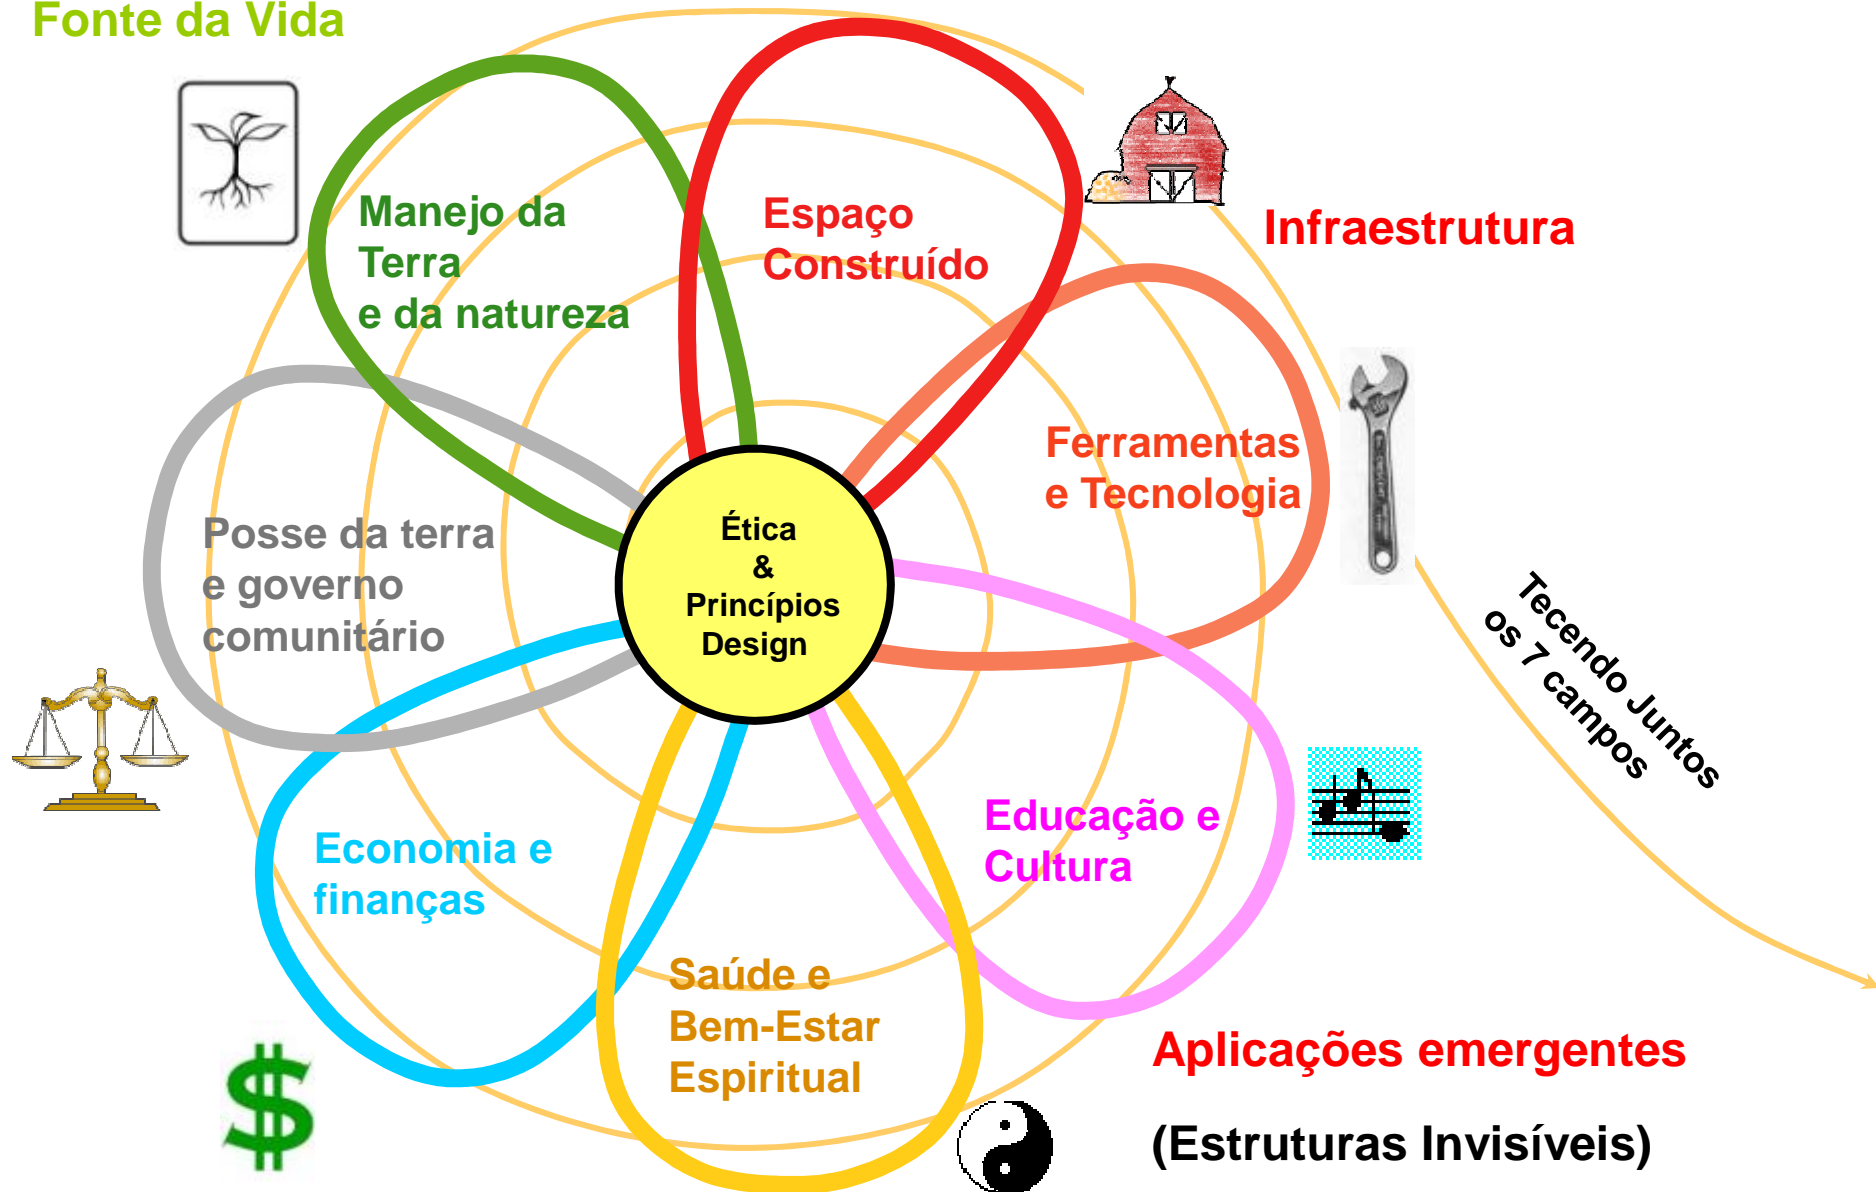 Fonte da Vida
Manejo da
Terra
e da natureza
Espaço
Construído
Infraestrutura
Ferramentas
e Tecnologia
Posse da terra
e governo
comunitário
Ética
&
Princípios
Design
Tecendo Juntos
os 7 campos
Educação e
Cultura
Economia e
finanças
Saúde e
Bem-Estar
Espiritual
Aplicações emergentes
(Estruturas Invisíveis)